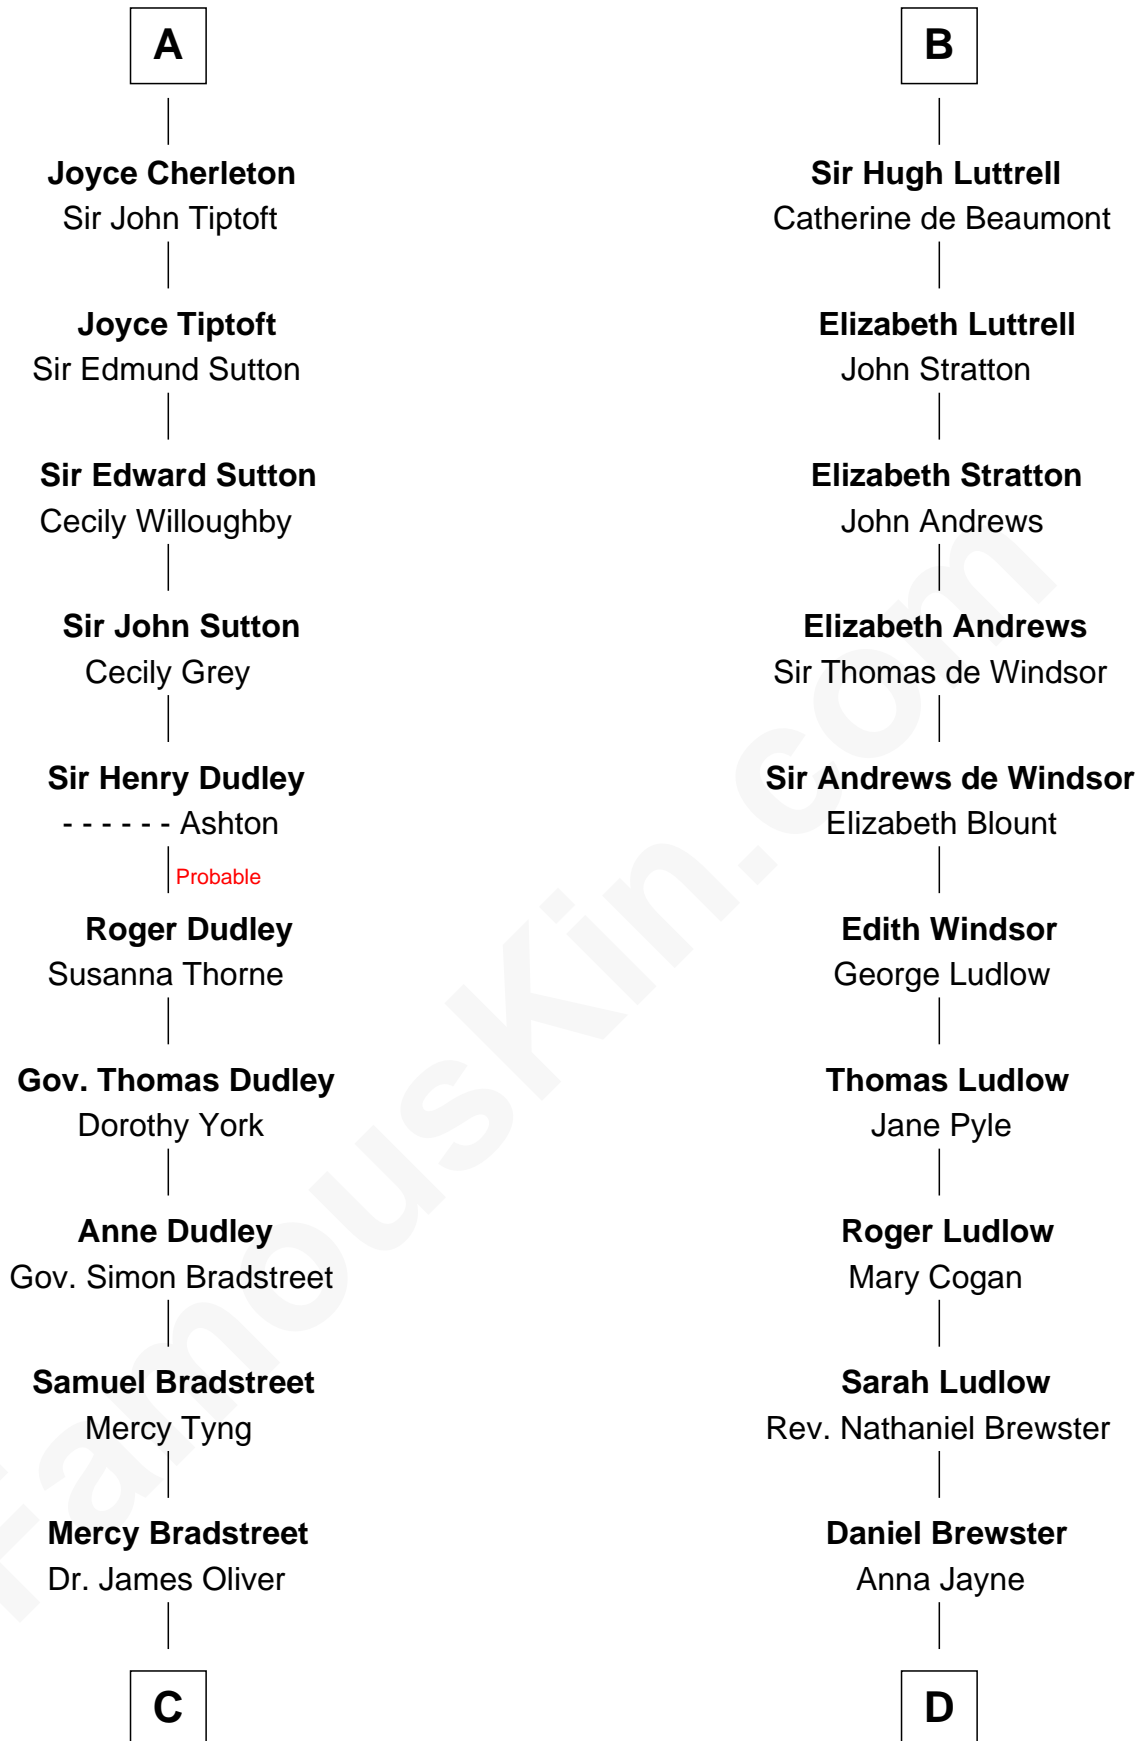 A
Joyce Cherleton
Sir John Tiptoft
Joyce Tiptoft
Sir Edmund Sutton
Sir Edward Sutton
Cecily Willoughby
Sir John Sutton
Cecily Grey
Sir Henry Dudley
- - - - - - Ashton
Probable
Roger Dudley
Susanna Thorne
Gov. Thomas Dudley
Dorothy York
Anne Dudley
Gov. Simon Bradstreet
Samuel Bradstreet
Mercy Tyng
Mercy Bradstreet
Dr. James Oliver
C
B
Sir Hugh Luttrell
Catherine de Beaumont
Elizabeth Luttrell
John Stratton
Elizabeth Stratton
John Andrews
Elizabeth Andrews
Sir Thomas de Windsor
Sir Andrews de Windsor
Elizabeth Blount
Edith Windsor
George Ludlow
Thomas Ludlow
Jane Pyle
Roger Ludlow
Mary Cogan
Sarah Ludlow
Rev. Nathaniel Brewster
Daniel Brewster
Anna Jayne
D
FamousKin.com